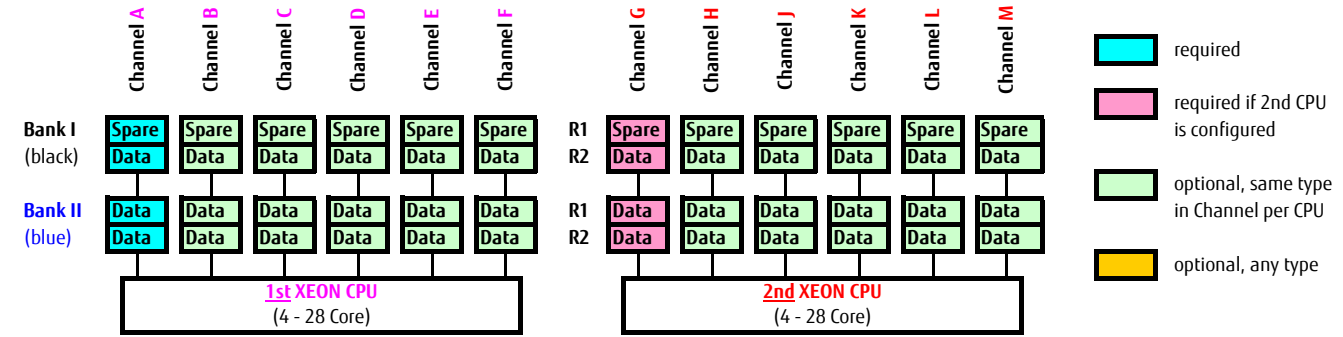 Channel A
Channel B
Channel C
Channel D
Channel E
Channel F
Channel G
Channel H
Channel J
Channel K
Channel L
Channel M
required
required if 2nd CPU
is configured
optional, same type
in Channel per CPU
optional, any type
Bank I Spare Spare Spare Spare Spare Spare R1 Spare Spare Spare Spare Spare Spare
(black) Data Data Data Data Data Data R2 Data Data Data Data Data Data
Bank II Data Data Data Data Data Data R1 Data Data Data Data Data Data
(blue) Data Data Data Data Data Data R2 Data Data Data Data Data Data
1st XEON CPU
(4 - 28 Core)
2nd XEON CPU
(4 - 28 Core)